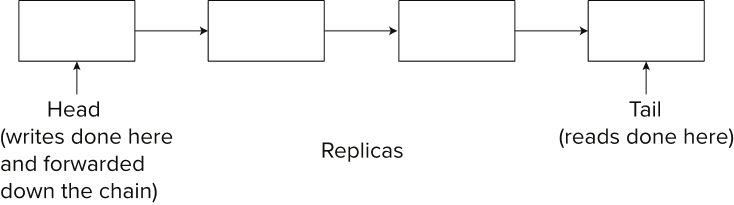 Head
(writes done here
and forwarded
down the chain)
Replicas
Tail
(reads done here)